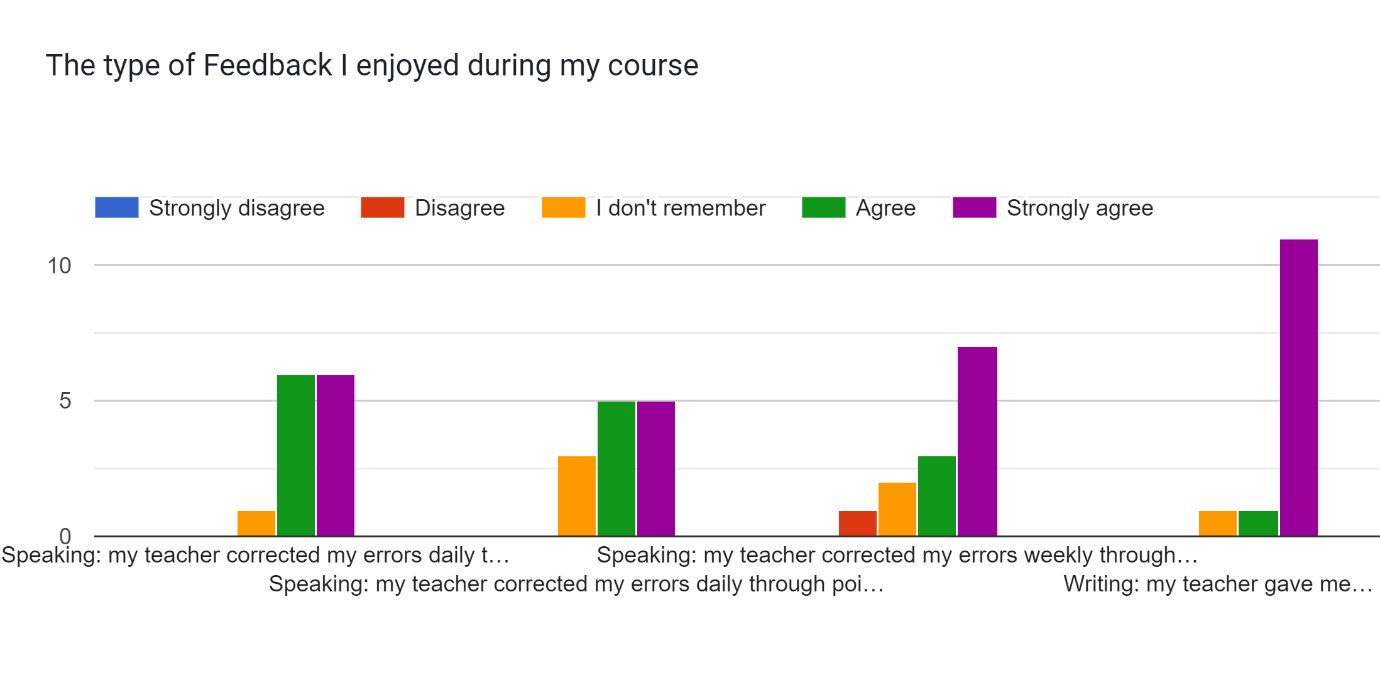 The type of Feedback I enjoyed during my course
Strongly disagree Disagree I don't remember Agree Strongly agree
10
5
0
Speaking: my teacher corrected my errors daily t…
Speaking: my teacher corrected my errors daily through poi…
Speaking: my teacher corrected my errors weekly through…
Writing: my teacher gave me…